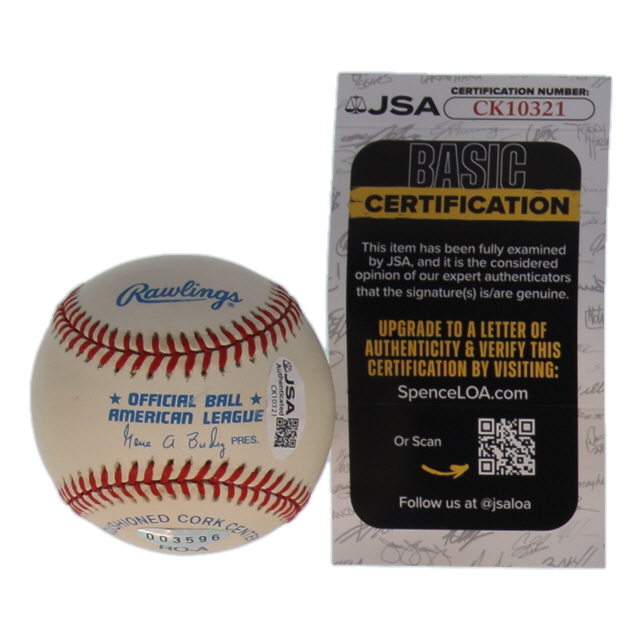 Rawlings
★ OFFICIAL BALL ★
AMERICAN LEAGUE
Gene A Budig PRES.
CUSHIONED CORK CENTER
003596
RO-A
JSA
Authenticated
CK10321
JSA
CERTIFICATION NUMBER:
CK10321
BASIC
CERTIFICATION
This item has been fully examined
by JSA, and it is the considered
opinion of our expert authenticators
that the signature(s) is/are genuine.
UPGRADE TO A LETTER OF
AUTHENTICITY & VERIFY THIS
CERTIFICATION BY VISITING:
SpenceLOA.com
Or Scan
Follow us at @jsaloa